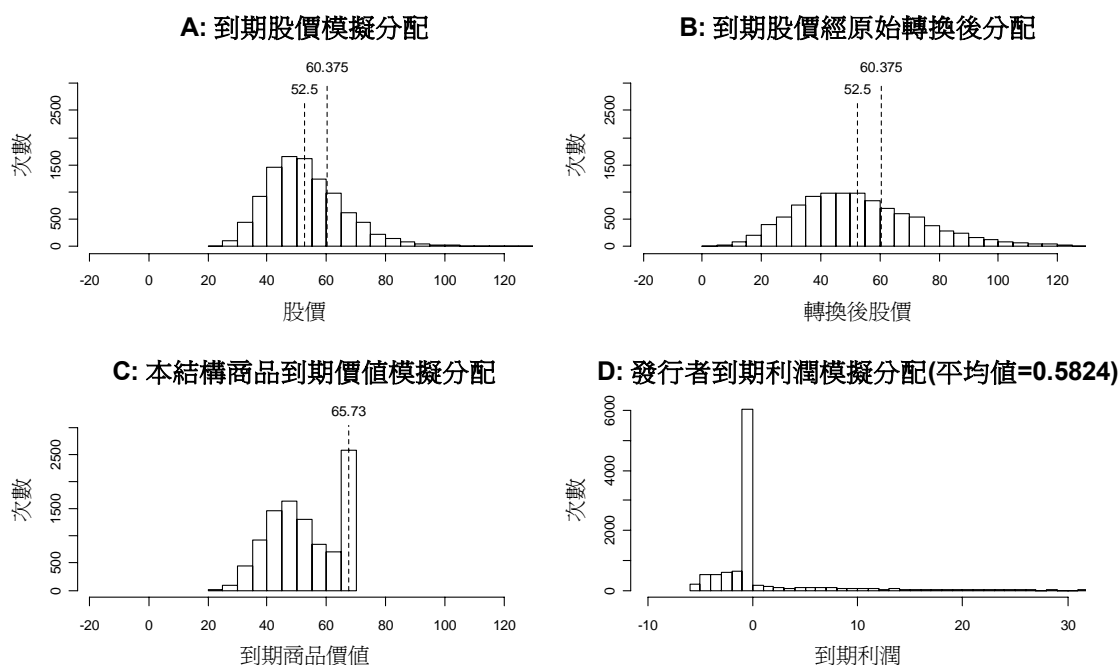 A: 到期股價模擬分配
60.375
52.5
次數
2500
1500
500
0
-20 0 20 40 60 80 100 120
股價
B: 到期股價經原始轉換後分配
60.375
52.5
次數
2500
1500
500
0
-20 0 20 40 60 80 100 120
轉換後股價
C: 本結構商品到期價值模擬分配
65.73
次數
2500
1500
500
0
-20 0 20 40 60 80 100 120
到期商品價值
D: 發行者到期利潤模擬分配(平均值=0.5824)
次數
6000
4000
2000
0
-10 0 10 20 30
到期利潤